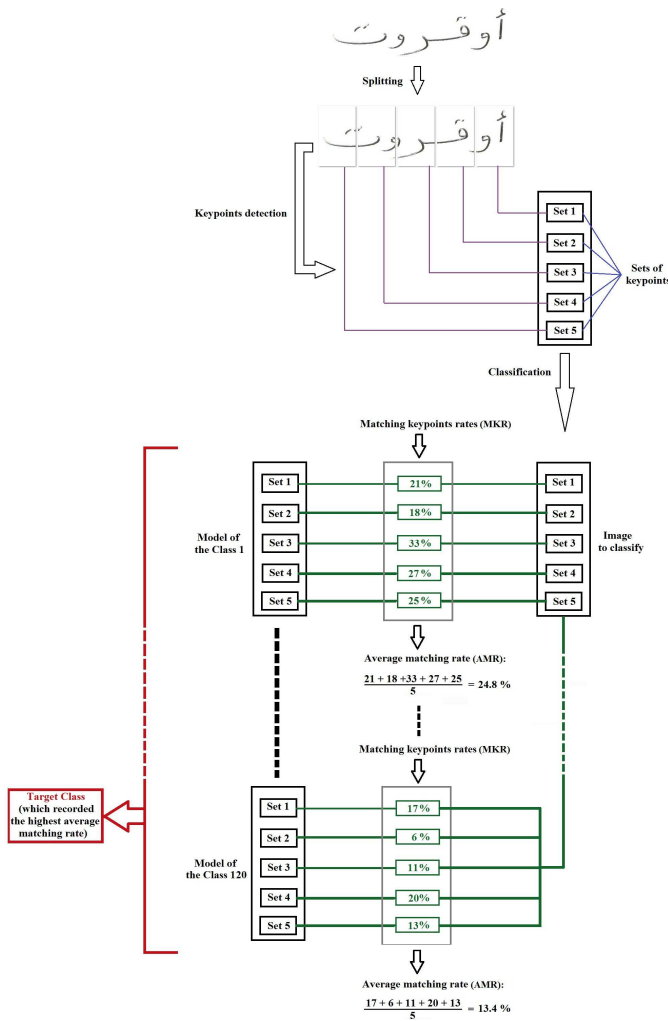 أوقروت
Splitting
أوقروت
Keypoints detection
Set 1
Set 2
Set 3
Set 4
Set 5
Sets of
keypoints
Classification
Matching keypoints rates (MKR)
Model of
the Class 1
Set 1
Set 2
Set 3
Set 4
Set 5
21%
18%
33%
27%
25%
Set 1
Set 2
Set 3
Set 4
Set 5
Image
to classify
Average matching rate (AMR):
21 + 18 +33 + 27 + 25
5
= 24.8 %
Matching keypoints rates (MKR)
Target Class
(which recorded
the highest average
matching rate)
Model of
the Class 120
Set 1
Set 2
Set 3
Set 4
Set 5
17%
6%
11%
20%
13%
Average matching rate (AMR):
17 + 6 + 11 + 20 + 13
5
= 13.4 %